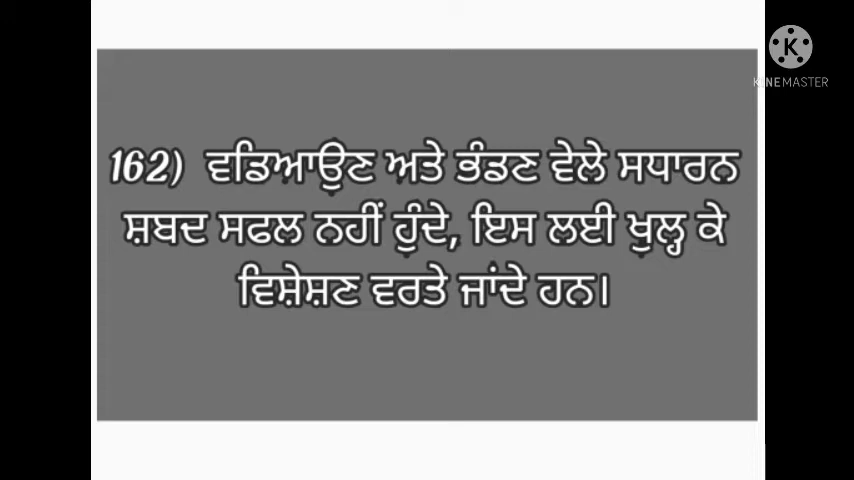 K
KINEMASTER
162) ਵਡਿਆਉਣ ਅਤੇ ਭੰਡਣ ਵੇਲੇ ਸਧਾਰਨ
ਸ਼ਬਦ ਸਫਲ ਨਹੀਂ ਹੁੰਦੇ, ਇਸ ਲਈ ਖੁਲ੍ਹ ਕੇ
ਵਿਸ਼ੇਸ਼ਣ ਵਰਤੇ ਜਾਂਦੇ ਹਨ।